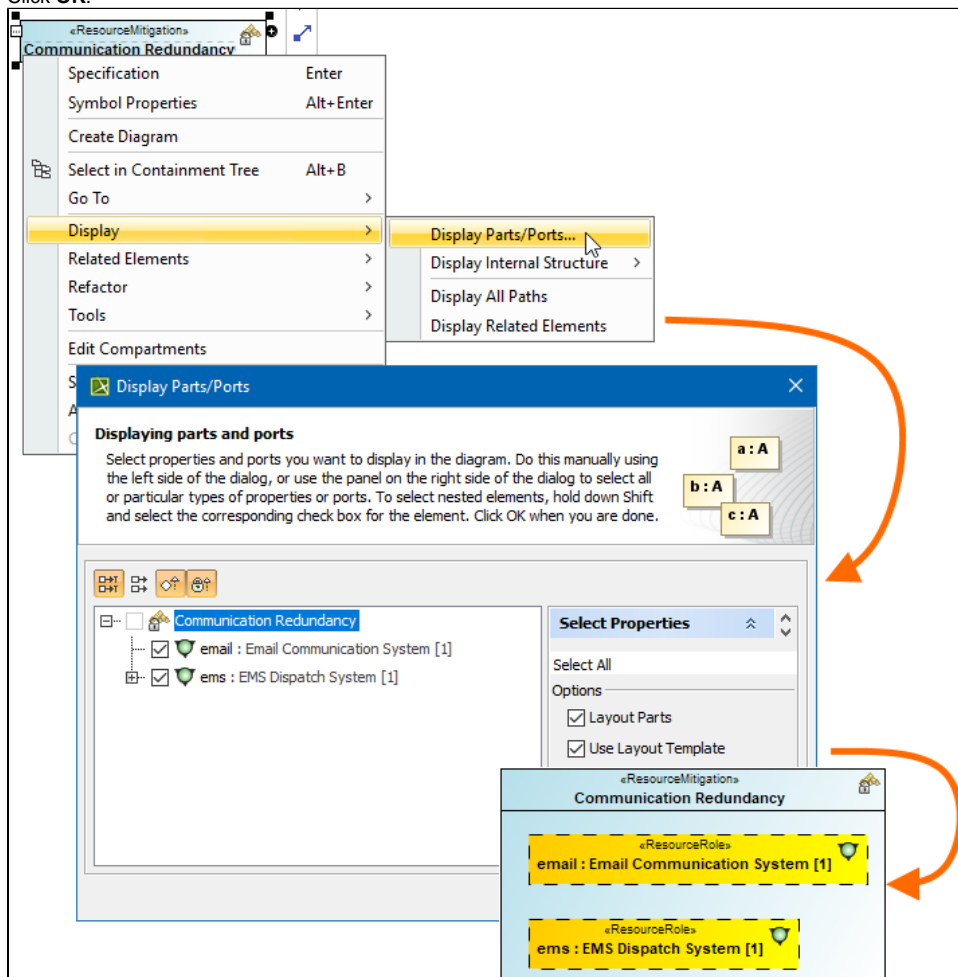 Click OK.
«ResourceMitigation»
Communication Redundancy
Specification Enter
Symbol Properties Alt+Enter
Create Diagram
Select in Containment Tree Alt+B
Go To >
Display >
Display Parts/Ports...
Related Elements >
Display Internal Structure >
Refactor >
Display All Paths
Tools >
Display Related Elements
Edit Compartments
S
A
Display Parts/Ports
Displaying parts and ports
Select properties and ports you want to display in the diagram. Do this manually using
the left side of the dialog, or use the panel on the right side of the dialog to select all
or particular types of properties or ports. To select nested elements, hold down Shift
and select the corresponding check box for the element. Click OK when you are done.
a : A
b : A
c : A
Communication Redundancy
email : Email Communication System [1]
ems : EMS Dispatch System [1]
Select Properties
Select All
Options
Layout Parts
Use Layout Template
«ResourceMitigation»
Communication Redundancy
«ResourceRole»
email : Email Communication System [1]
«ResourceRole»
ems : EMS Dispatch System [1]